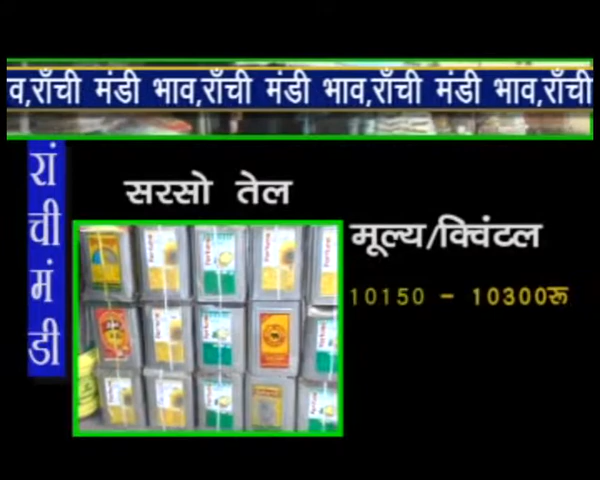 व,राँची मंडी भाव,राँची मंडी भाव,राँची मंडी भाव,राँची
रांची मंडी
सरसो तेल
मूल्य/क्विंटल
10150 - 10300रू